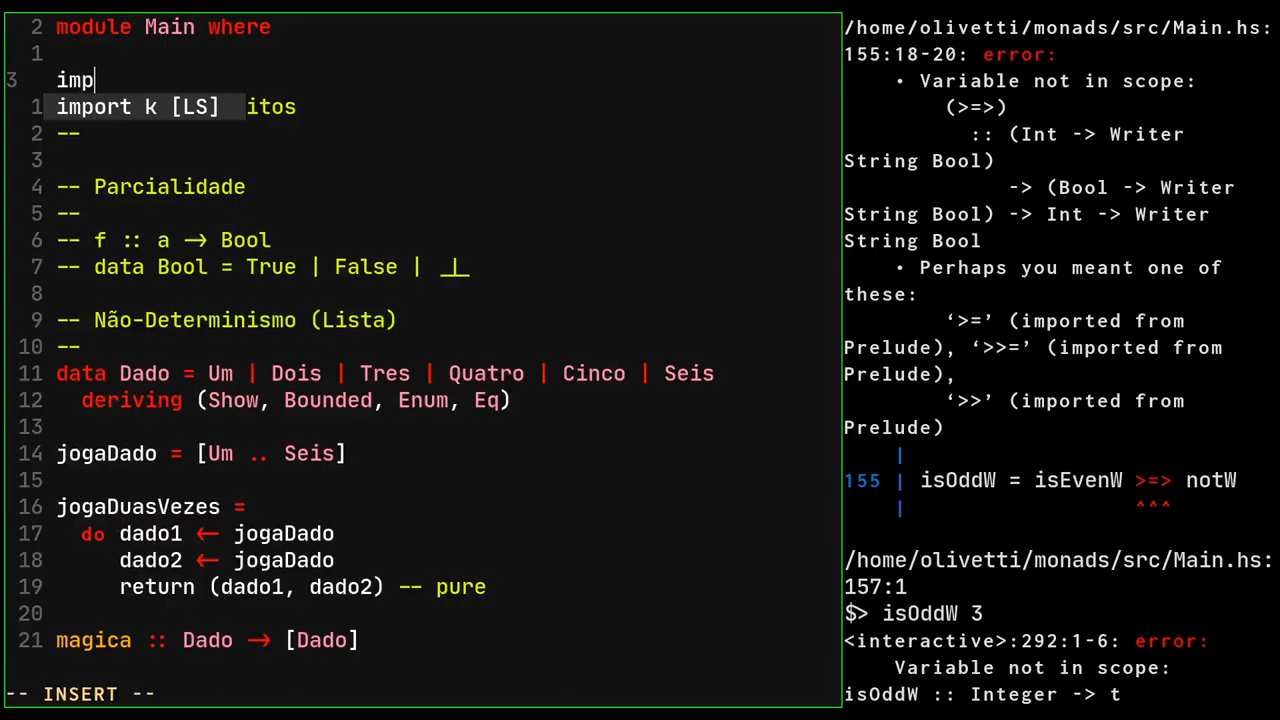 2 module Main where
1
3 imp
import k [LS]
1 itos
2 --
3
4 -- Parcialidade
5 --
6 -- f :: a → Bool
7 -- data Bool = True | False | _|_
8
9 -- Não-Determinismo (Lista)
10 --
11 data Dado = Um | Dois | Tres | Quatro | Cinco | Seis
12 deriving (Show, Bounded, Enum, Eq)
13
14 jogaDado = [Um .. Seis]
15
16 jogaDuasVezes =
17 do dado1 ← jogaDado
18 dado2 ← jogaDado
19 return (dado1, dado2) -- pure
20
21 magica :: Dado → [Dado]
-- INSERT --
/home/olivetti/monads/src/Main.hs:
155:18-20: error:
• Variable not in scope:
(>=>)
:: (Int -> Writer
String Bool)
-> (Bool -> Writer
String Bool) -> Int -> Writer
String Bool
• Perhaps you meant one of
these:
‘>=’ (imported from
Prelude), ‘>>=’ (imported from
Prelude),
‘>>’ (imported from
Prelude)
|
155 | isOddW = isEvenW >=> notW
| ^^^
/home/olivetti/monads/src/Main.hs:
157:1
$> isOddW 3
<interactive>:292:1-6: error:
Variable not in scope:
isOddW :: Integer -> t